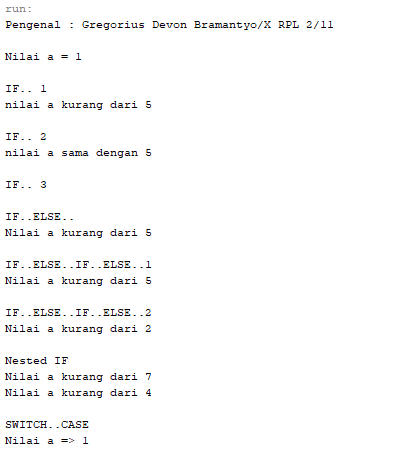 run:
Pengenal : Gregorius Devon Bramantyo/X RPL 2/11
Nilai a = 1
IF.. 1
nilai a kurang dari 5
IF.. 2
nilai a sama dengan 5
IF.. 3
IF..ELSE..
Nilai a kurang dari 5
IF..ELSE..IF..ELSE..1
Nilai a kurang dari 5
IF..ELSE..IF..ELSE..2
Nilai a kurang dari 2
Nested IF
Nilai a kurang dari 7
Nilai a kurang dari 4
SWITCH..CASE
Nilai a => 1